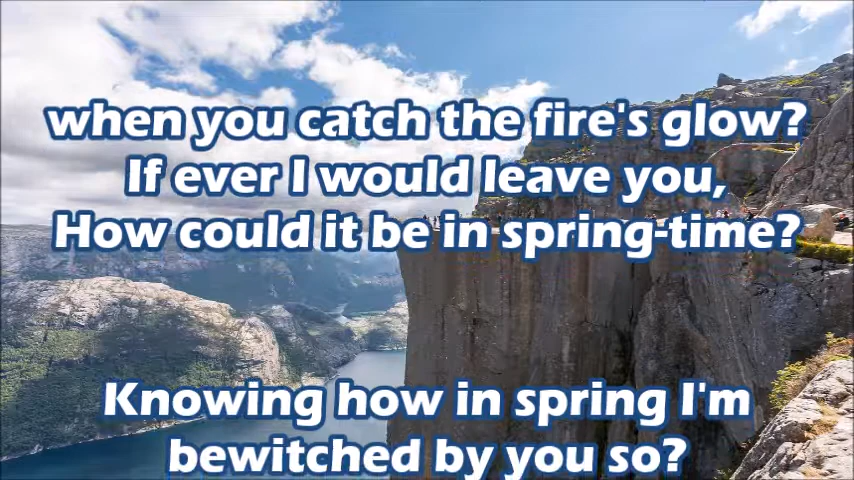 when you catch the fire's glow?
If ever I would leave you,
How could it be in spring-time?
Knowing how in spring I'm
bewitched by you so?